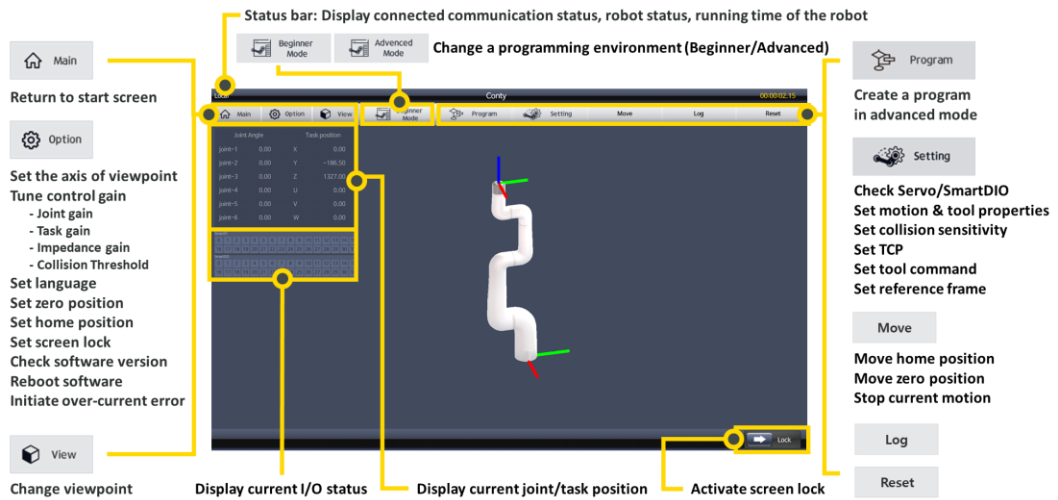 Status bar: Display connected communication status, robot status, running time of the robot
Beginner Mode
Advanced Mode
Change a programming environment (Beginner/Advanced)
Main
Return to start screen
Option
Set the axis of viewpoint
Tune control gain
- Joint gain
- Task gain
- Impedance gain
- Collision Threshold
Set language
Set zero position
Set home position
Set screen lock
Check software version
Reboot software
Initiate over-current error
View
Change viewpoint
Local Conty 00:00:02.15
Main Option View Beginner Mode Program Setting Move Log Reset
Joint Angle Task position
joint-1 0.00 X 0.00
joint-2 0.00 Y -186.50
joint-3 0.00 Z 1327.00
joint-4 0.00 U 0.00
joint-5 0.00 V 0.00
joint-6 0.00 W 0.00
Lock
Display current I/O status
Display current joint/task position
Activate screen lock
Program
Create a program
in advanced mode
Setting
Check Servo/SmartDIO
Set motion & tool properties
Set collision sensitivity
Set TCP
Set tool command
Set reference frame
Move
Move home position
Move zero position
Stop current motion
Log
Reset